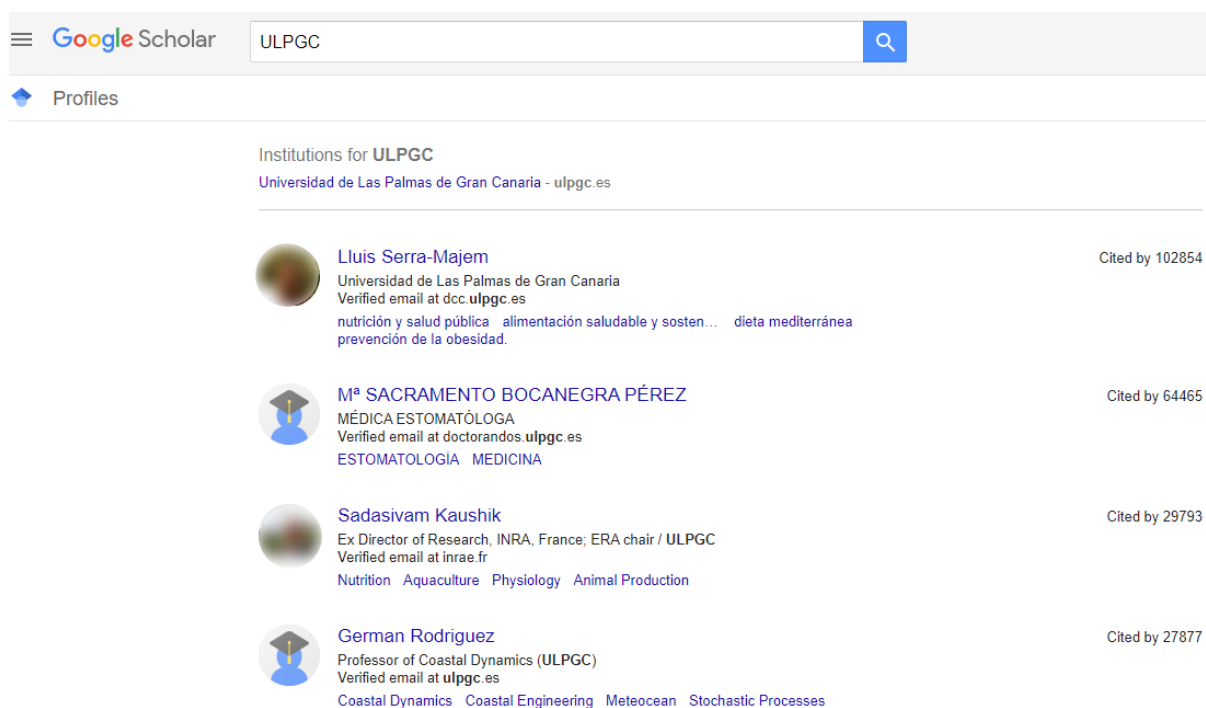 Google Scholar
ULPGC
Profiles
Institutions for ULPGC
Universidad de Las Palmas de Gran Canaria - ulpgc.es
Lluis Serra-Majem
Cited by 102854
Universidad de Las Palmas de Gran Canaria
Verified email at dcc.ulpgc.es
nutrición y salud pública alimentación saludable y sosten... dieta mediterránea
prevención de la obesidad.
Mª SACRAMENTO BOCANEGRA PÉREZ
Cited by 64465
MÉDICA ESTOMATÓLOGA
Verified email at doctorandos.ulpgc.es
ESTOMATOLOGÍA MEDICINA
Sadasivam Kaushik
Cited by 29793
Ex Director of Research, INRA, France; ERA chair / ULPGC
Verified email at inrae.fr
Nutrition Aquaculture Physiology Animal Production
German Rodriguez
Cited by 27877
Professor of Coastal Dynamics (ULPGC)
Verified email at ulpgc.es
Coastal Dynamics Coastal Engineering Meteocean Stochastic Processes